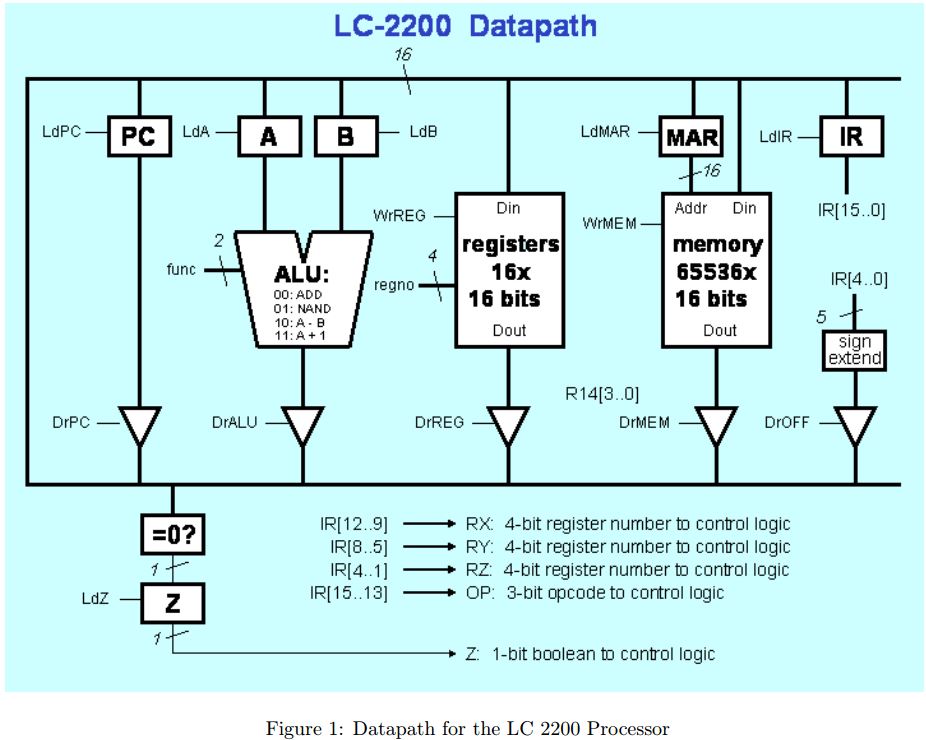 LC-2200 Datapath
16
LdPC
PC
LdA
A
B
LdB
LdMAR
MAR
LdIR
IR
16
IR[15..0]
WrREG
Din
registers
16x
16 bits
Dout
WrMEM
Addr Din
memory
65536x
16 bits
Dout
2
func
ALU:
00: ADD
01: NAND
10: A - B
11: A + 1
4
regno
IR[4..0]
5
sign
extend
R14[3..0]
DrPC
DrALU
DrREG
DrMEM
DrOFF
=0?
1
LdZ
Z
1
IR[12..9] RX: 4-bit register number to control logic
IR[8..5] RY: 4-bit register number to control logic
IR[4..1] RZ: 4-bit register number to control logic
IR[15..13] OP: 3-bit opcode to control logic
Z: 1-bit boolean to control logic
Figure 1: Datapath for the LC 2200 Processor